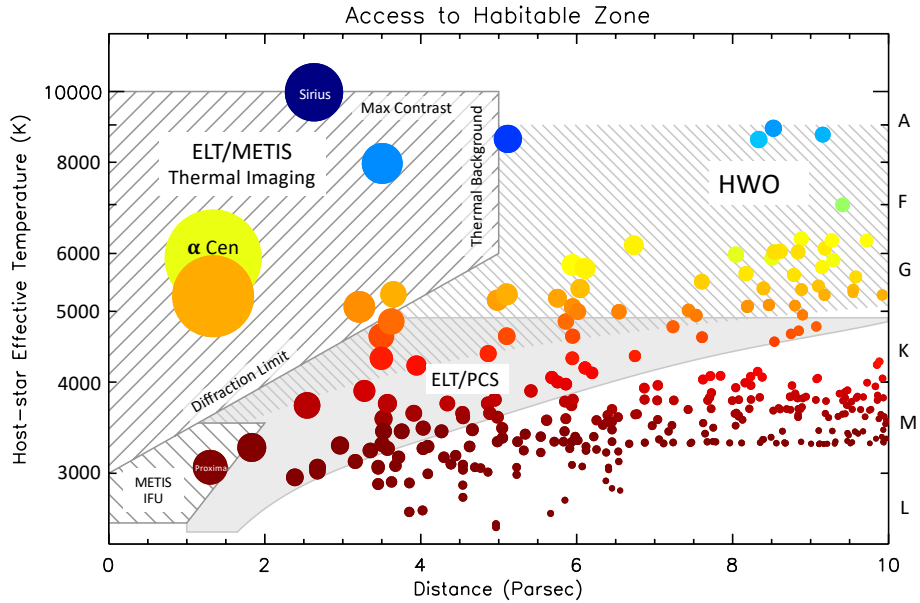 Access to Habitable Zone
Host-star Effective Temperature (K)
10000
8000
6000
5000
4000
3000
Sirius
Max Contrast
ELT/METIS
Thermal Imaging
Thermal Background
HWO
α Cen
Diffraction Limit
ELT/PCS
Proxima
METIS
IFU
A
F
G
K
M
L
0
2
4
6
8
10
Distance (Parsec)